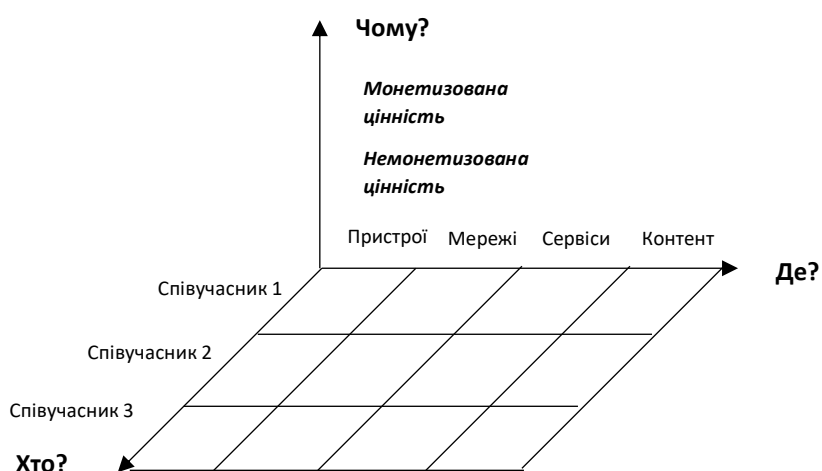 Чому?
Монетизована
цінність
Немонетизована
цінність
Пристрої Мережі Сервіси Контент
Де?
Співучасник 1
Співучасник 2
Співучасник 3
Хто?